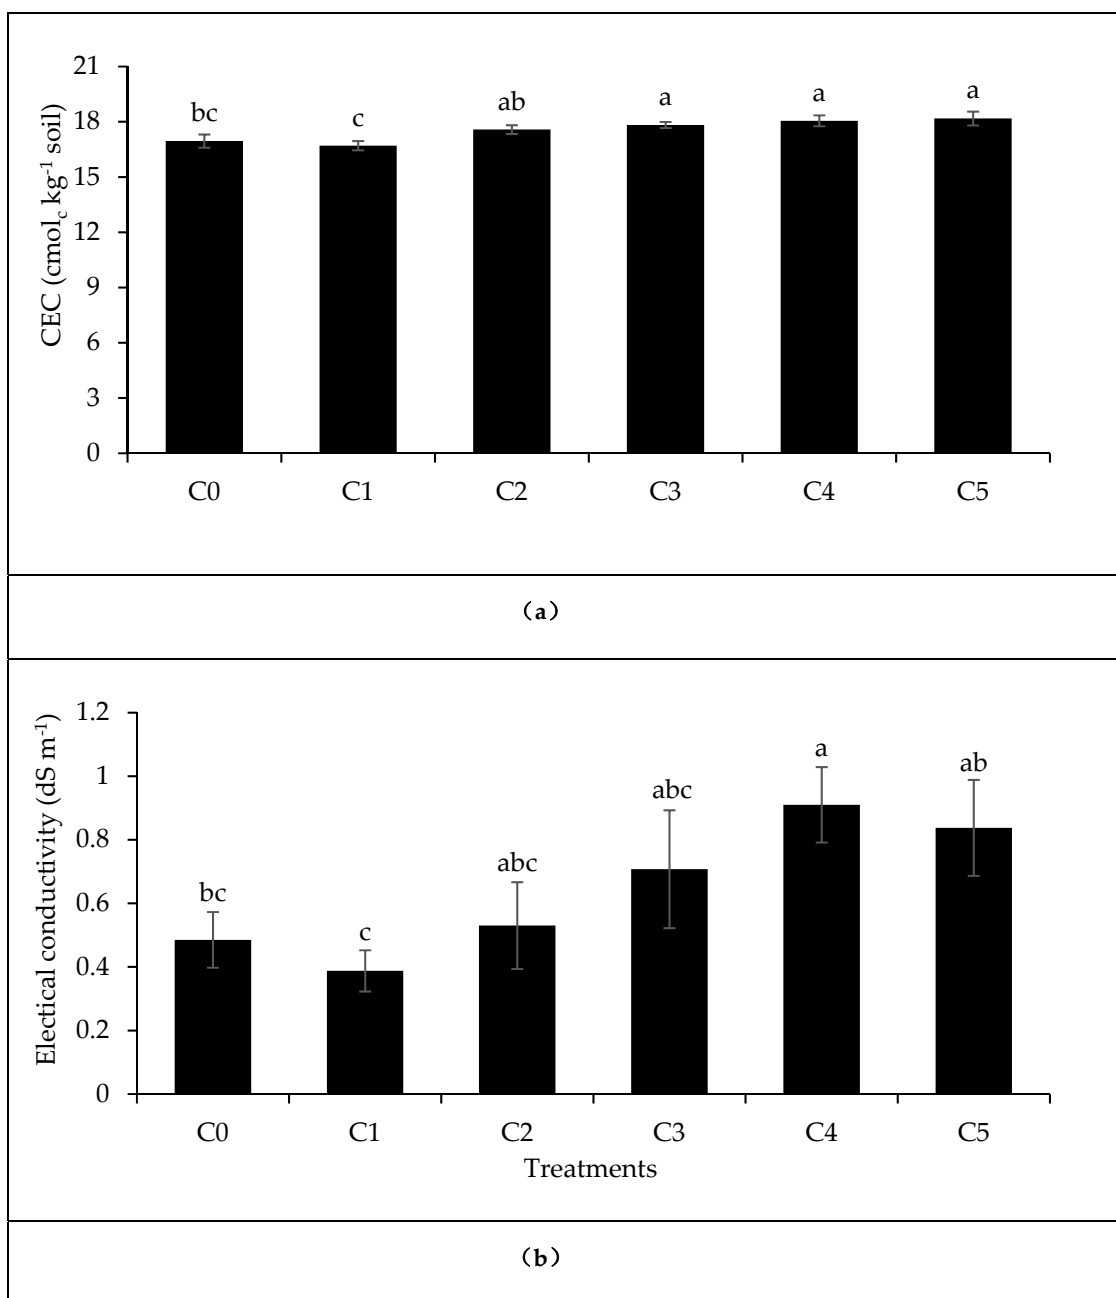 CEC (cmolc kg-1 soil)
21
18
15
12
9
6
3
0
bc
c
ab
a
a
a
C0 C1 C2 C3 C4 C5
(a)
Electical conductivity (dS m-1)
1.2
1
0.8
0.6
0.4
0.2
0
bc
c
abc
abc
a
ab
C0 C1 C2 C3 C4 C5
Treatments
(b)